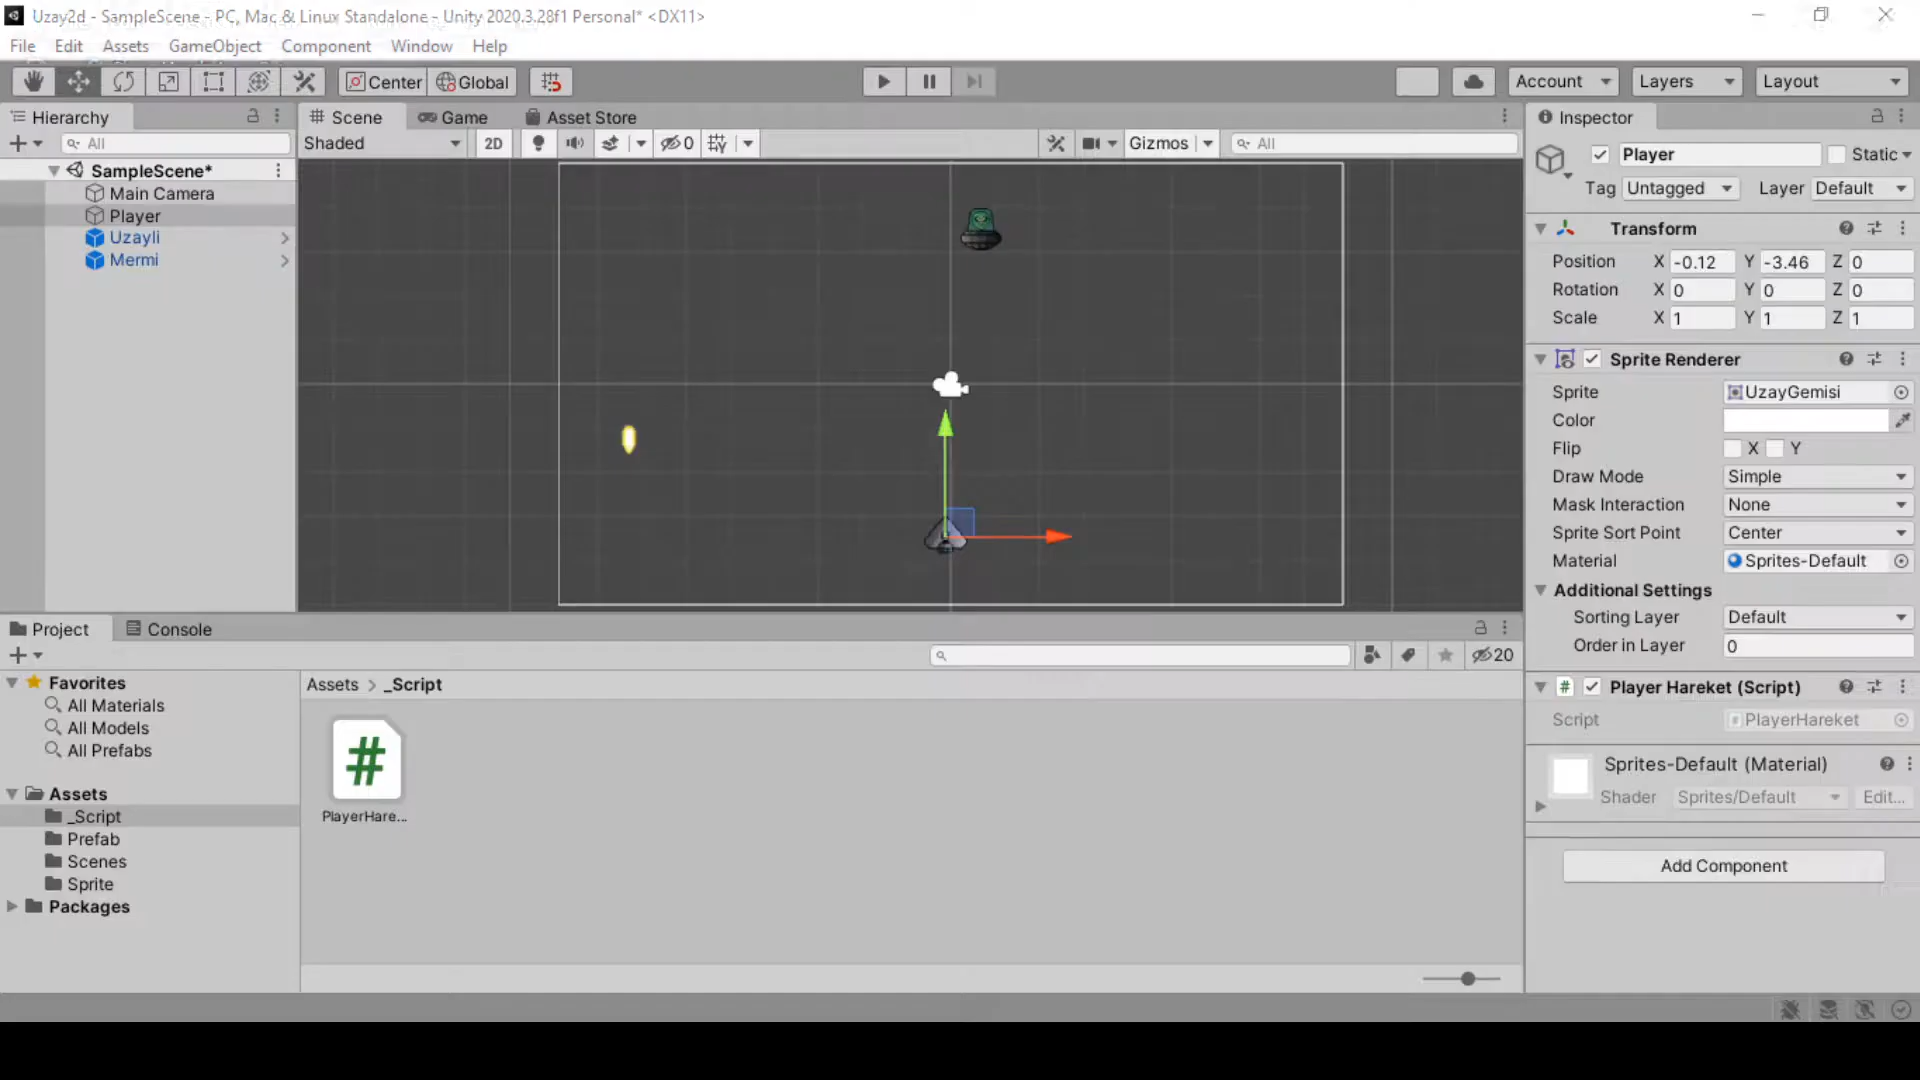 Uzay2d - SampleScene - PC, Mac & Linux Standalone - Unity 2020.3.28f1 Personal* <DX11>
File Edit Assets GameObject Component Window Help
Center Global Account Layers Layout
Hierarchy
All
SampleScene*
Main Camera
Player
Uzayli
Mermi
Scene Game Asset Store
Shaded 2D 0 Gizmos All
Inspector
Player Static
Tag Untagged Layer Default
Transform
Position X -0.12 Y -3.46 Z 0
Rotation X 0 Y 0 Z 0
Scale X 1 Y 1 Z 1
Sprite Renderer
Sprite UzayGemisi
Color
Flip X Y
Draw Mode Simple
Mask Interaction None
Sprite Sort Point Center
Material Sprites-Default
Additional Settings
Sorting Layer Default
Order in Layer 0
# Player Hareket (Script)
Script PlayerHareket
Sprites-Default (Material)
Shader Sprites/Default Edit...
Add Component
Project Console
20
Favorites
All Materials
All Models
All Prefabs
Assets
_Script
Prefab
Scenes
Sprite
Packages
Assets > _Script
#
PlayerHare...